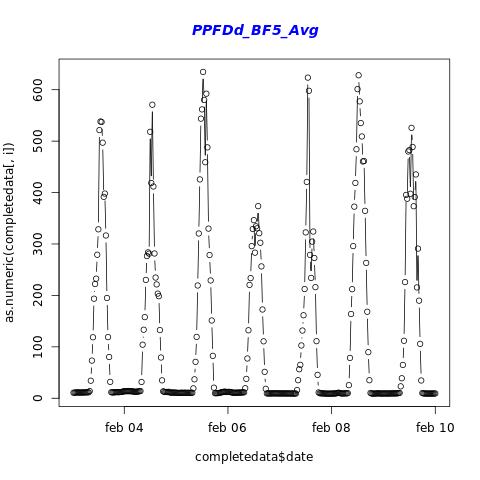 PPFDd_BF5_Avg
as.numeric(completedata[, i])
600
500
400
300
200
100
0
feb 04 feb 06 feb 08 feb 10
completedata$date